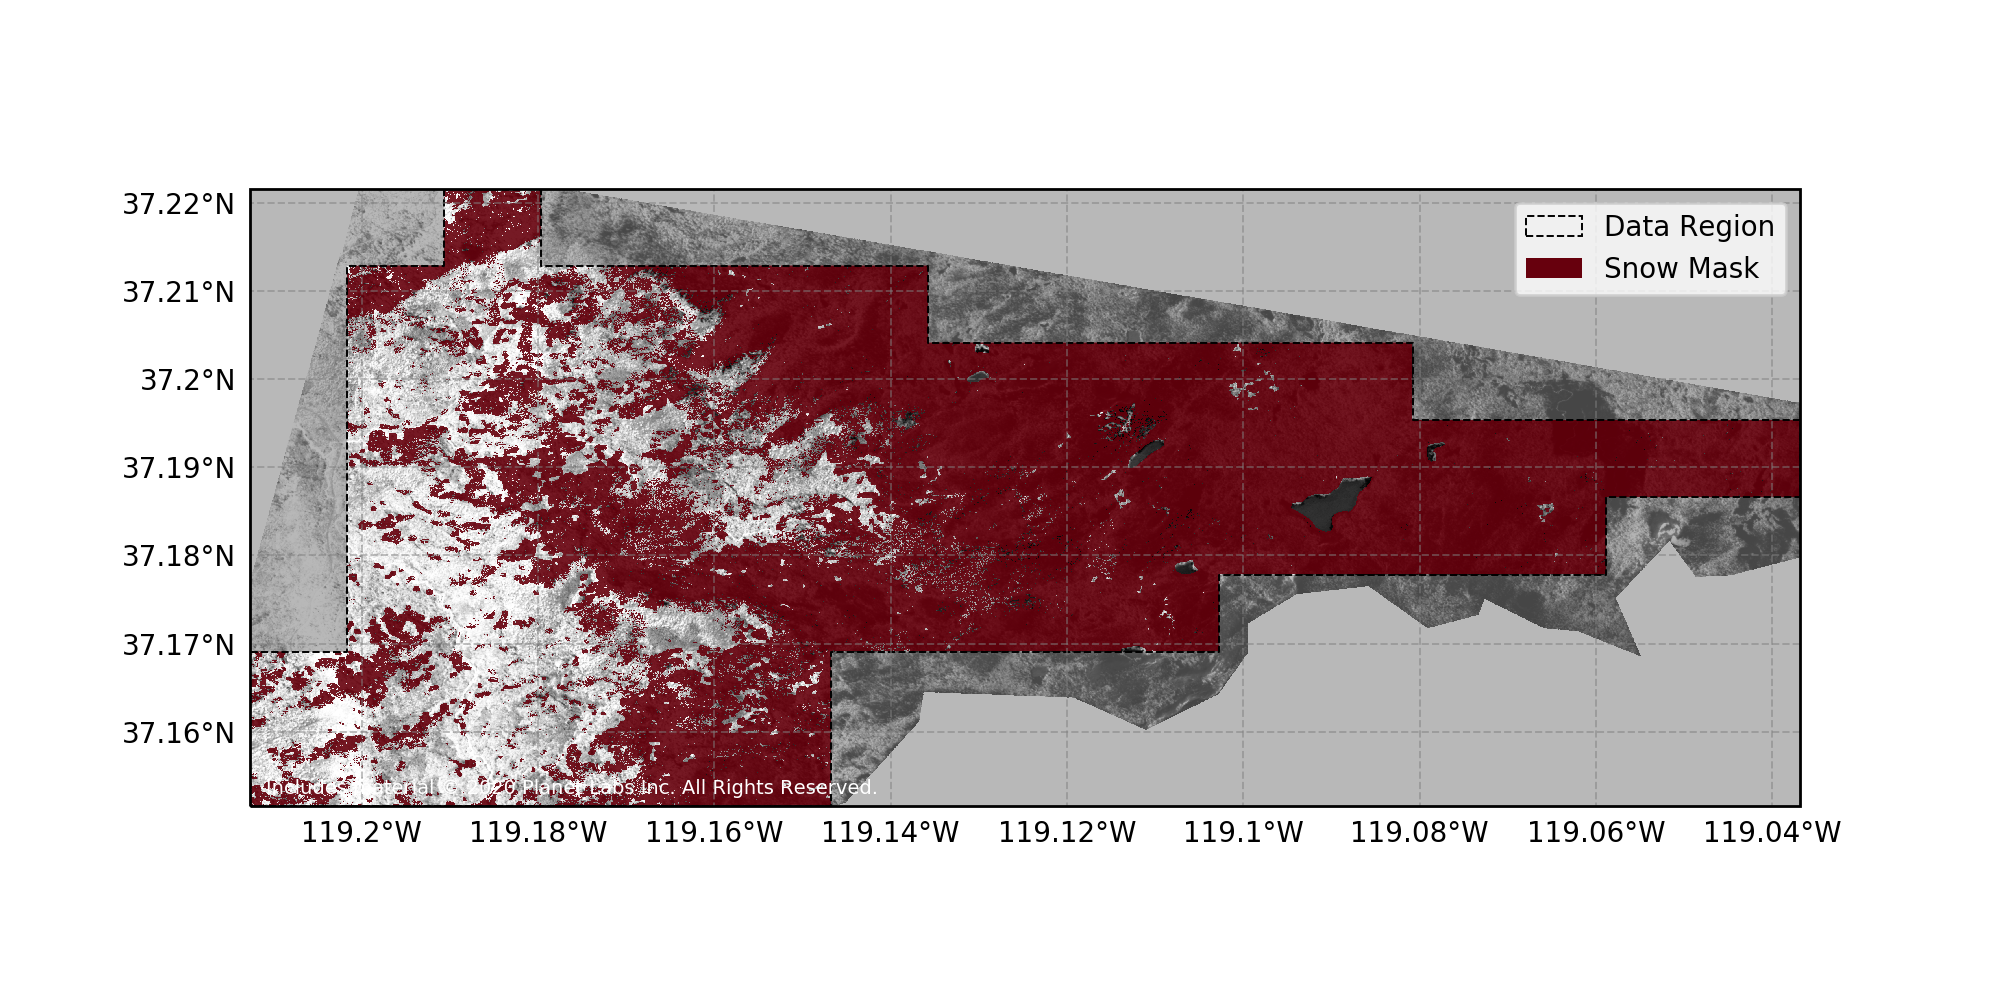 Data Region
Snow Mask
37.22°N
37.21°N
37.2°N
37.19°N
37.18°N
37.17°N
37.16°N
Includes material © 2020 Planet Labs Inc. All Rights Reserved.
119.2°W 119.18°W 119.16°W 119.14°W 119.12°W 119.1°W 119.08°W 119.06°W 119.04°W